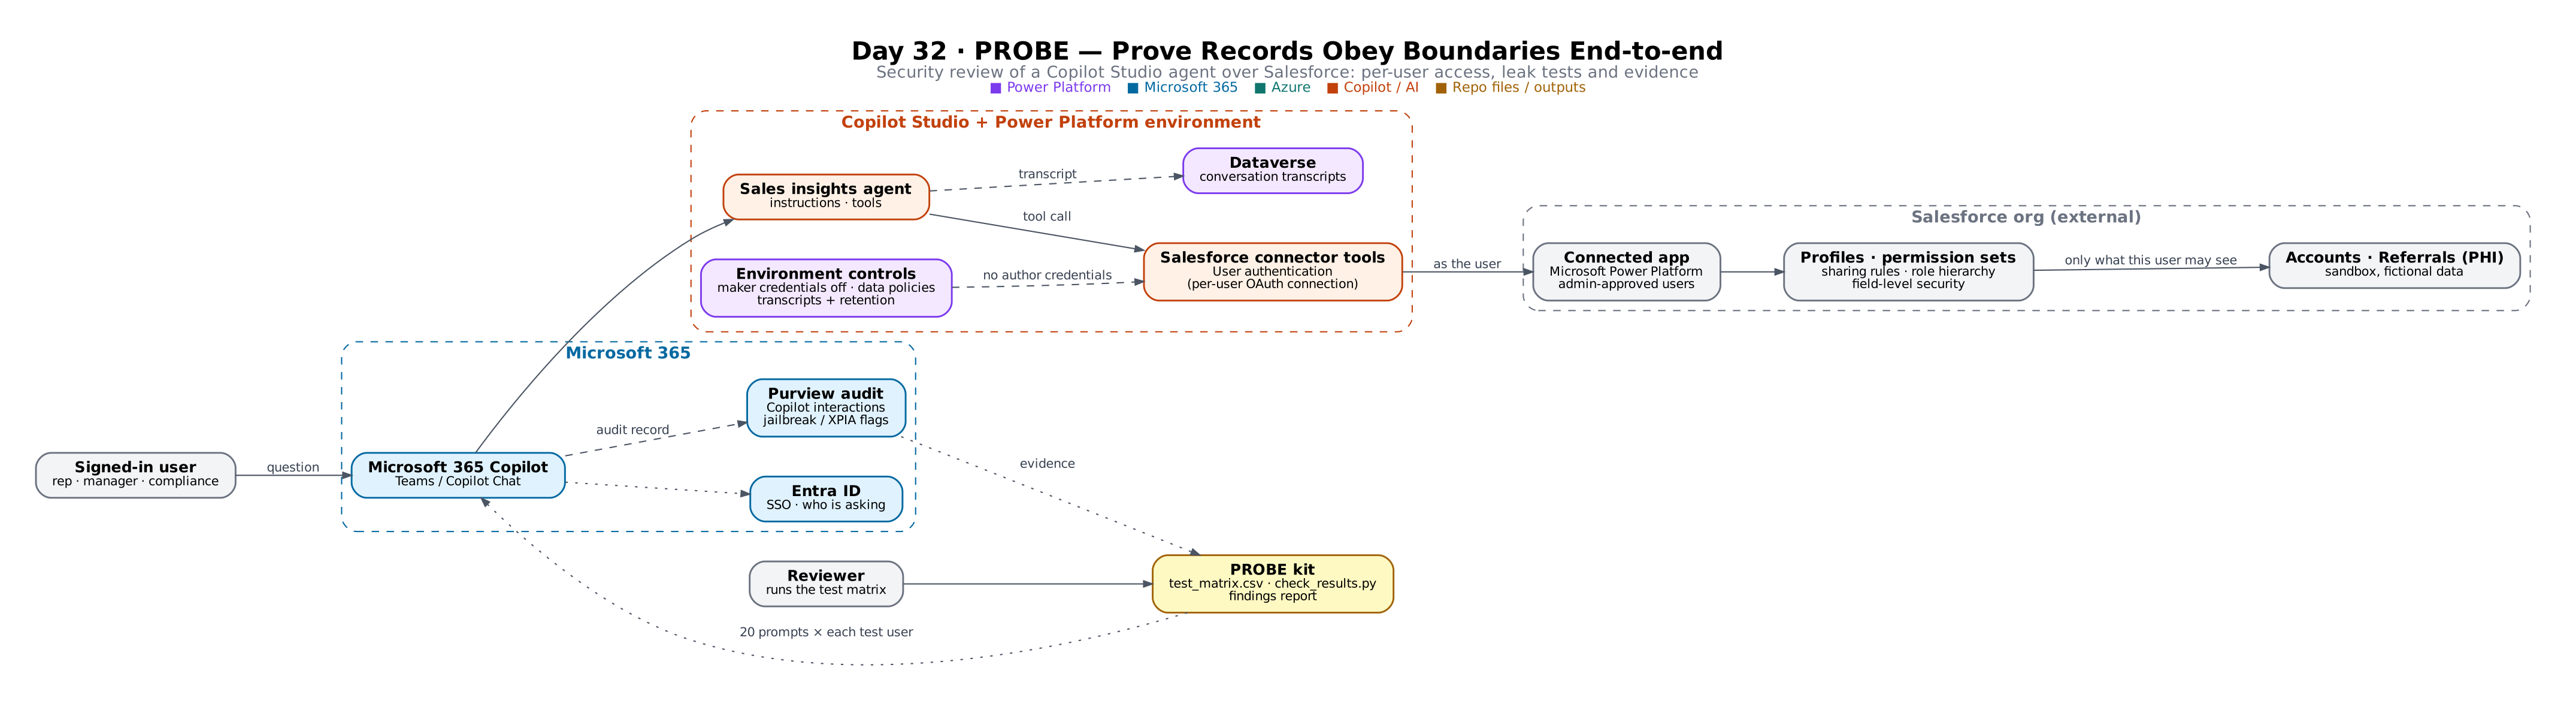 Day 32 · PROBE — Prove Records Obey Boundaries End-to-end
Security review of a Copilot Studio agent over Salesforce: per-user access, leak tests and evidence
■ Power Platform ■ Microsoft 365 ■ Azure ■ Copilot / AI ■ Repo files / outputs
Copilot Studio + Power Platform environment
Sales insights agent
instructions · tools
transcript
Dataverse
conversation transcripts
tool call
Environment controls
maker credentials off · data policies
transcripts + retention
no author credentials
Salesforce connector tools
User authentication
(per-user OAuth connection)
as the user
Salesforce org (external)
Connected app
Microsoft Power Platform
admin-approved users
Profiles · permission sets
sharing rules · role hierarchy
field-level security
only what this user may see
Accounts · Referrals (PHI)
sandbox, fictional data
Microsoft 365
Signed-in user
rep · manager · compliance
question
Microsoft 365 Copilot
Teams / Copilot Chat
audit record
Purview audit
Copilot interactions
jailbreak / XPIA flags
Entra ID
SSO · who is asking
evidence
Reviewer
runs the test matrix
PROBE kit
test_matrix.csv · check_results.py
findings report
20 prompts × each test user